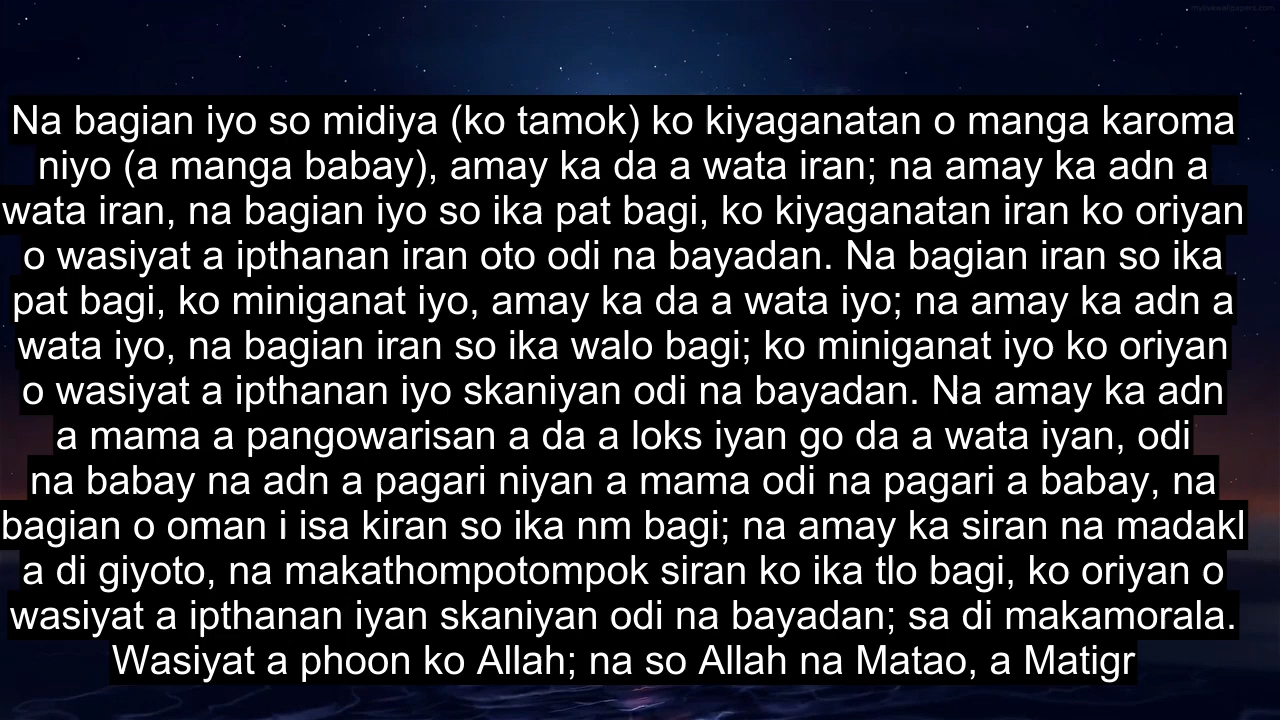 Na bagian iyo so midiya (ko tamok) ko kiyaganatan o manga karoma
niyo (a manga babay), amay ka da a wata iran; na amay ka adn a
wata iran, na bagian iyo so ika pat bagi, ko kiyaganatan iran ko oriyan
o wasiyat a ipthanan iran oto odi na bayadan. Na bagian iran so ika
pat bagi, ko miniganat iyo, amay ka da a wata iyo; na amay ka adn a
wata iyo, na bagian iran so ika walo bagi; ko miniganat iyo ko oriyan
o wasiyat a ipthanan iyo skaniyan odi na bayadan. Na amay ka adn
a mama a pangowarisan a da a loks iyan go da a wata iyan, odi
na babay na adn a pagari niyan a mama odi na pagari a babay, na
bagian o oman i isa kiran so ika nm bagi; na amay ka siran na madakl
a di giyoto, na makathompotompok siran ko ika tlo bagi, ko oriyan o
wasiyat a ipthanan iyan skaniyan odi na bayadan; sa di makamorala.
Wasiyat a phoon ko Allah; na so Allah na Matao, a Matigr